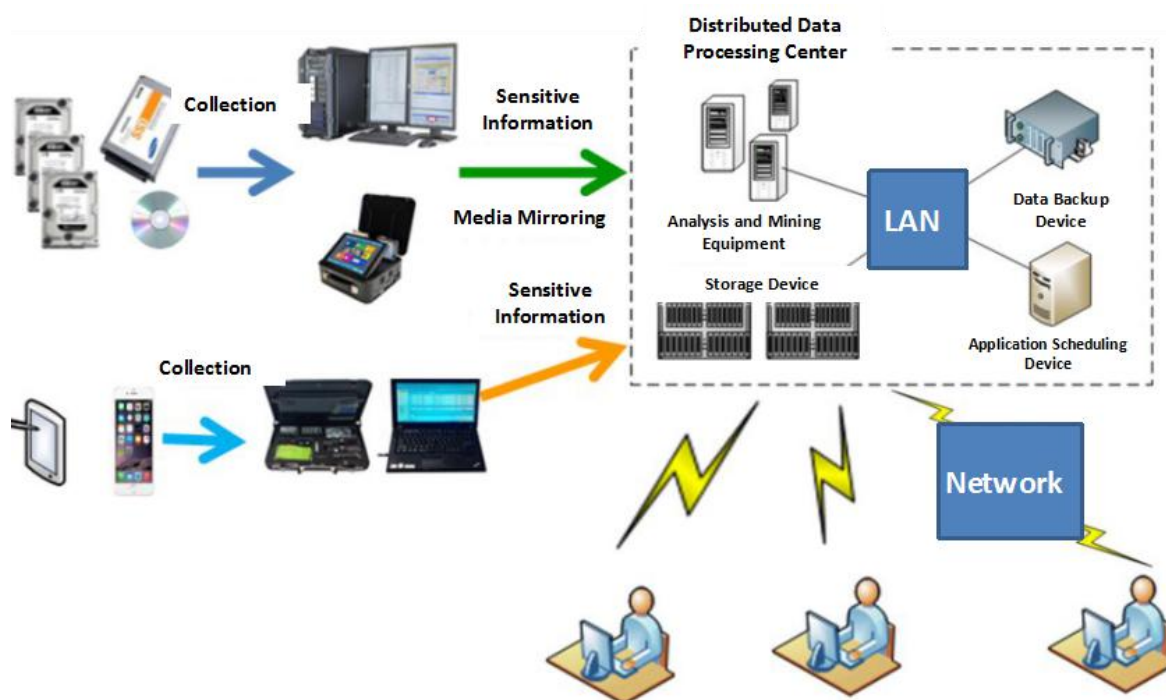 Distributed Data
Processing Center
Collection
Sensitive
Information
SSD
Media Mirroring
Analysis and Mining
Equipment
LAN
Data Backup
Device
Storage Device
Sensitive
Information
Application Scheduling
Device
Collection
Network